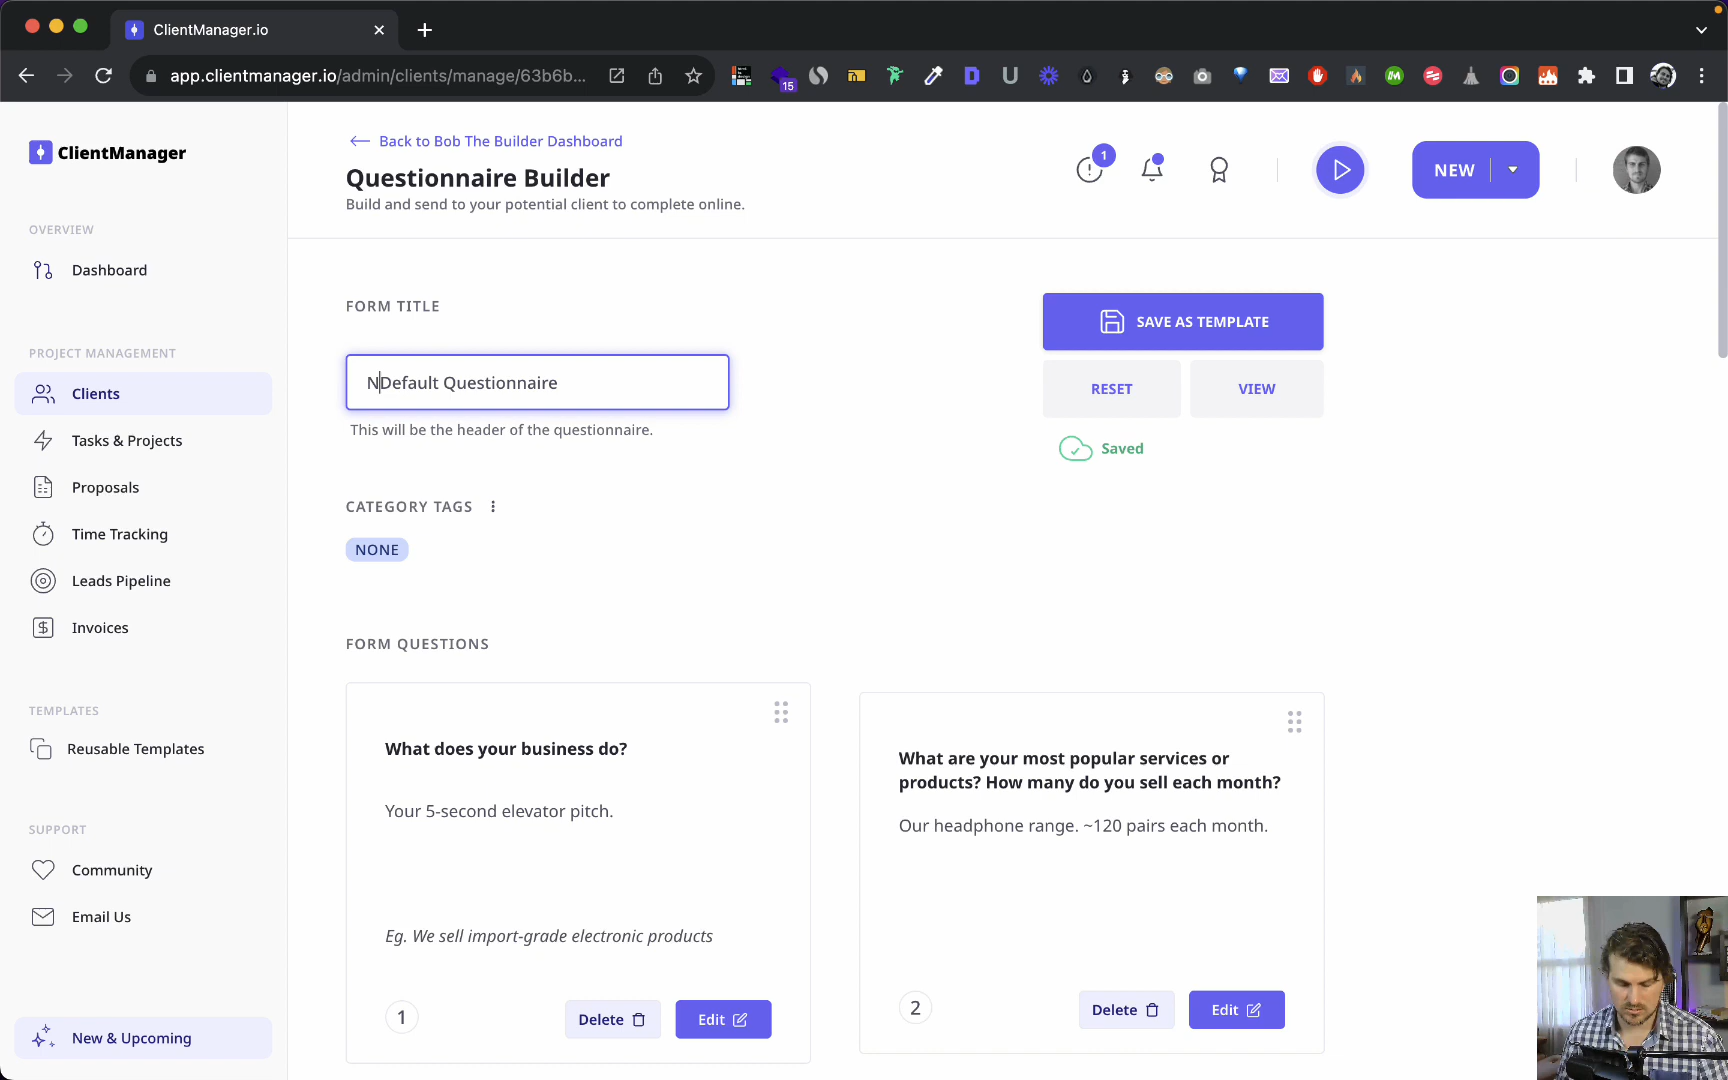 ClientManager.io
app.clientmanager.io/admin/clients/manage/63b6b...
15
ClientManager
Back to Bob The Builder Dashboard
Questionnaire Builder
Build and send to your potential client to complete online.
1
NEW
OVERVIEW
Dashboard
PROJECT MANAGEMENT
Clients
Tasks & Projects
Proposals
Time Tracking
Leads Pipeline
Invoices
TEMPLATES
Reusable Templates
SUPPORT
Community
Email Us
New & Upcoming
FORM TITLE
NDefault Questionnaire
This will be the header of the questionnaire.
SAVE AS TEMPLATE
RESET
VIEW
Saved
CATEGORY TAGS
NONE
FORM QUESTIONS
What does your business do?
Your 5-second elevator pitch.
Eg. We sell import-grade electronic products
1
Delete
Edit
What are your most popular services or
products? How many do you sell each month?
Our headphone range. ~120 pairs each month.
2
Delete
Edit